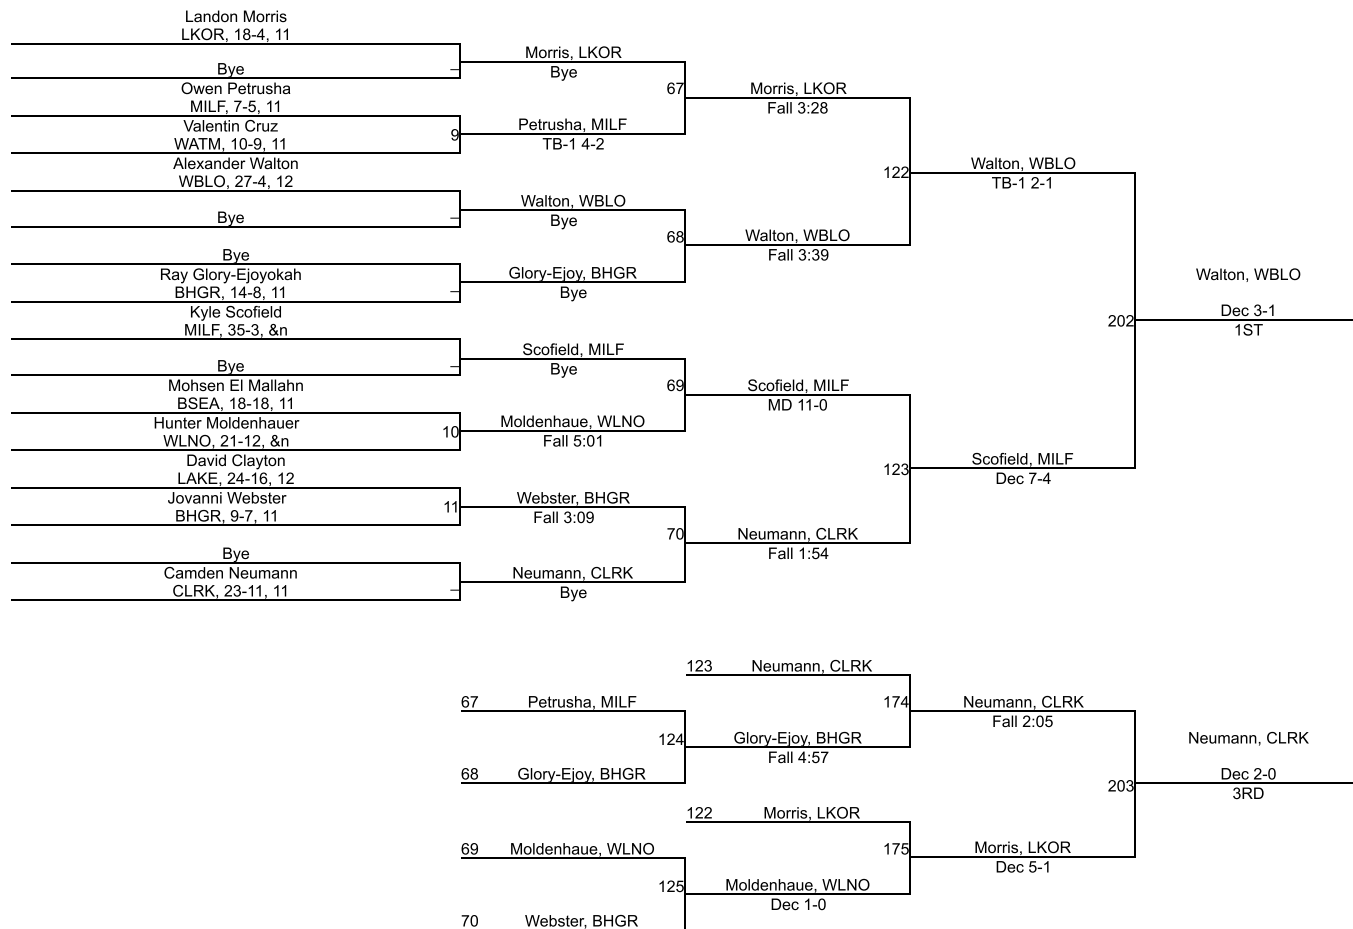 Landon Morris
LKOR, 18-4, 11
Bye
–
Owen Petrusha
MILF, 7-5, 11
Valentin Cruz
WATM, 10-9, 11
9
Alexander Walton
WBLO, 27-4, 12
Bye
–
Bye
Ray Glory-Ejoyokah
BHGR, 14-8, 11
–
Kyle Scofield
MILF, 35-3, &n
Bye
–
Mohsen El Mallahn
BSEA, 18-18, 11
Hunter Moldenhauer
WLNO, 21-12, &n
10
David Clayton
LAKE, 24-16, 12
Jovanni Webster
BHGR, 9-7, 11
11
Bye
Camden Neumann
CLRK, 23-11, 11
–
Morris, LKOR
Bye
67
Petrusha, MILF
TB-1 4-2
Walton, WBLO
Bye
68
Glory-Ejoy, BHGR
Bye
Scofield, MILF
Bye
69
Moldenhaue, WLNO
Fall 5:01
Webster, BHGR
Fall 3:09
70
Neumann, CLRK
Bye
Morris, LKOR
Fall 3:28
122
Walton, WBLO
Fall 3:39
Scofield, MILF
MD 11-0
123
Neumann, CLRK
Fall 1:54
Walton, WBLO
TB-1 2-1
202
Scofield, MILF
Dec 7-4
Walton, WBLO
Dec 3-1
1ST
123 Neumann, CLRK
67 Petrusha, MILF
124
68 Glory-Ejoy, BHGR
174
Glory-Ejoy, BHGR
Fall 4:57
122 Morris, LKOR
69 Moldenhaue, WLNO
125
70 Webster, BHGR
175
Moldenhaue, WLNO
Dec 1-0
Neumann, CLRK
Fall 2:05
203
Morris, LKOR
Dec 5-1
Neumann, CLRK
Dec 2-0
3RD